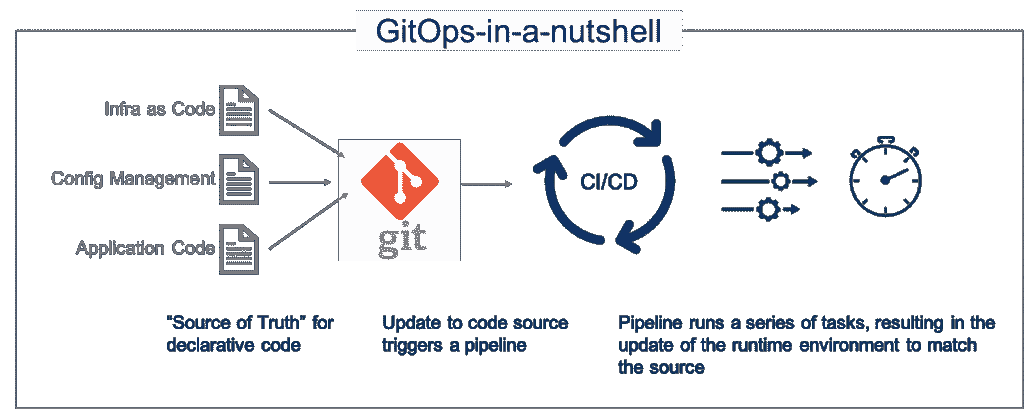 GitOps-in-a-nutshell
Infra as Code
Config Management
Application Code
git
CI/CD
“Source of Truth” for
declarative code
Update to code source
triggers a pipeline
Pipeline runs a series of tasks, resulting in the
update of the runtime environment to match
the source